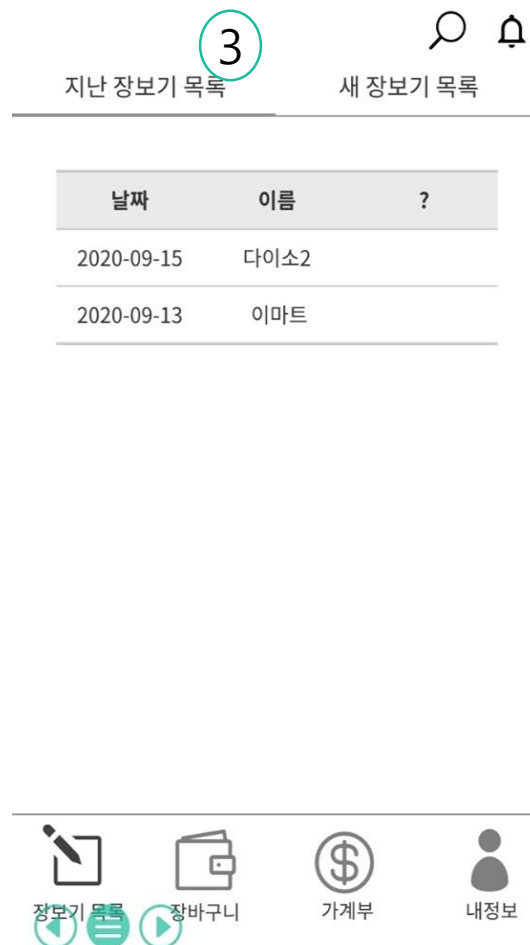 3
지난 장보기 목록 새 장보기 목록
날짜 이름 ?
2020-09-15 다이소2
2020-09-13 이마트
장보기 목록 장바구니 가계부 내정보